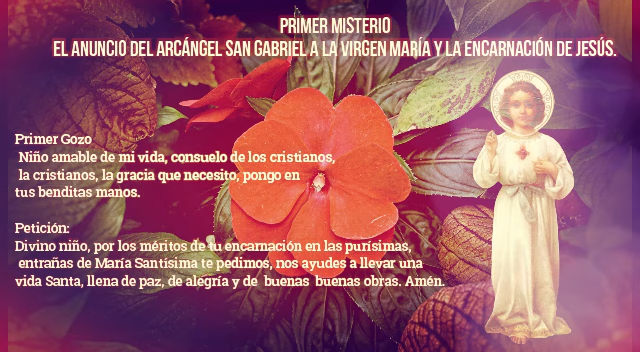 PRIMER MISTERIO
EL ANUNCIO DEL ARCÁNGEL SAN GABRIEL A LA VIRGEN MARÍA Y LA ENCARNACIÓN DE JESÚS.
Primer Gozo
Niño amable de mi vida, consuelo de los cristianos,
la cristianos, la gracia que necesito, pongo en
tus benditas manos.
Petición:
Divino niño, por los méritos de tu encarnación en las purísimas,
entrañas de María Santísima te pedimos, nos ayudes a llevar una
vida Santa, llena de paz, de alegría y de buenas buenas obras. Amén.